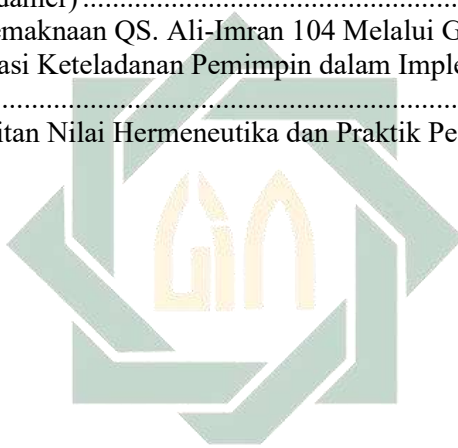 damer)........................................
emaknaan QS. Ali-Imran 104 Melalui G
asi Keteladanan Pemimpin dalam Imple
........................................................
itan Nilai Hermeneutika dan Praktik Pe